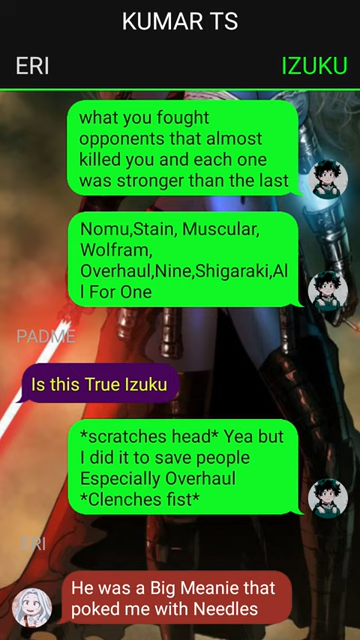 KUMAR TS
ERI
IZUKU
what you fought
opponents that almost
killed you and each one
was stronger than the last
Nomu,Stain, Muscular,
Wolfram,
Overhaul,Nine,Shigaraki,Al
l For One
PADME
Is this True Izuku
*scratches head* Yea but
I did it to save people
Especially Overhaul
*Clenches fist*
ERI
He was a Big Meanie that
poked me with Needles